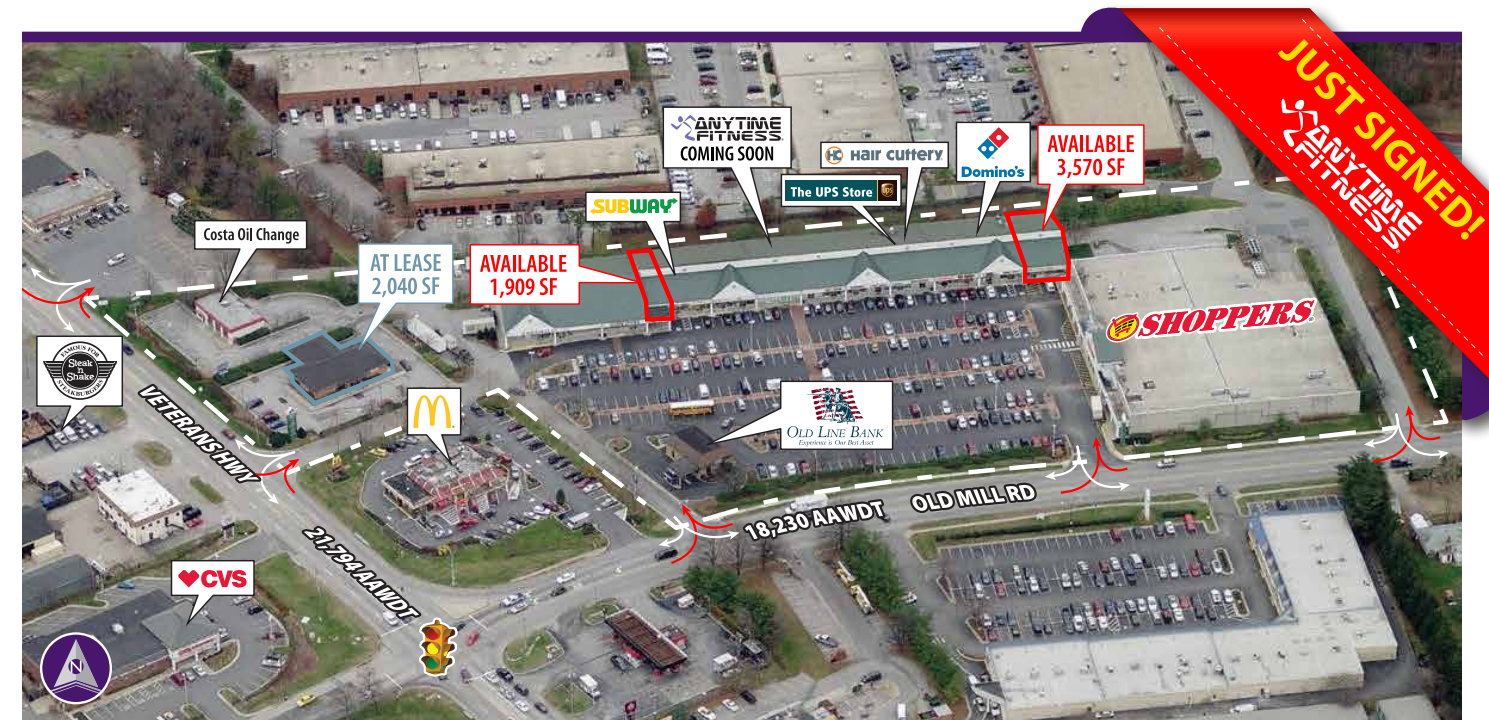 JUST SIGNED!
ANYTIME
FITNESS
ANYTIME
FITNESS
COMING SOON
HC Hair Cuttery
Domino's
AVAILABLE
3,570 SF
The UPS Store ups
SUBWAY
Costa Oil Change
AT LEASE
2,040 SF
AVAILABLE
1,909 SF
SHOPPERS
FAMOUS FOR
Steak
n
Shake
STEAKBURGERS
VETERANS HWY
M
OLD LINE BANK
Experience is Our Best Asset
18,230 AAWDT OLD MILL RD
21,794 AAWDT
CVS
N